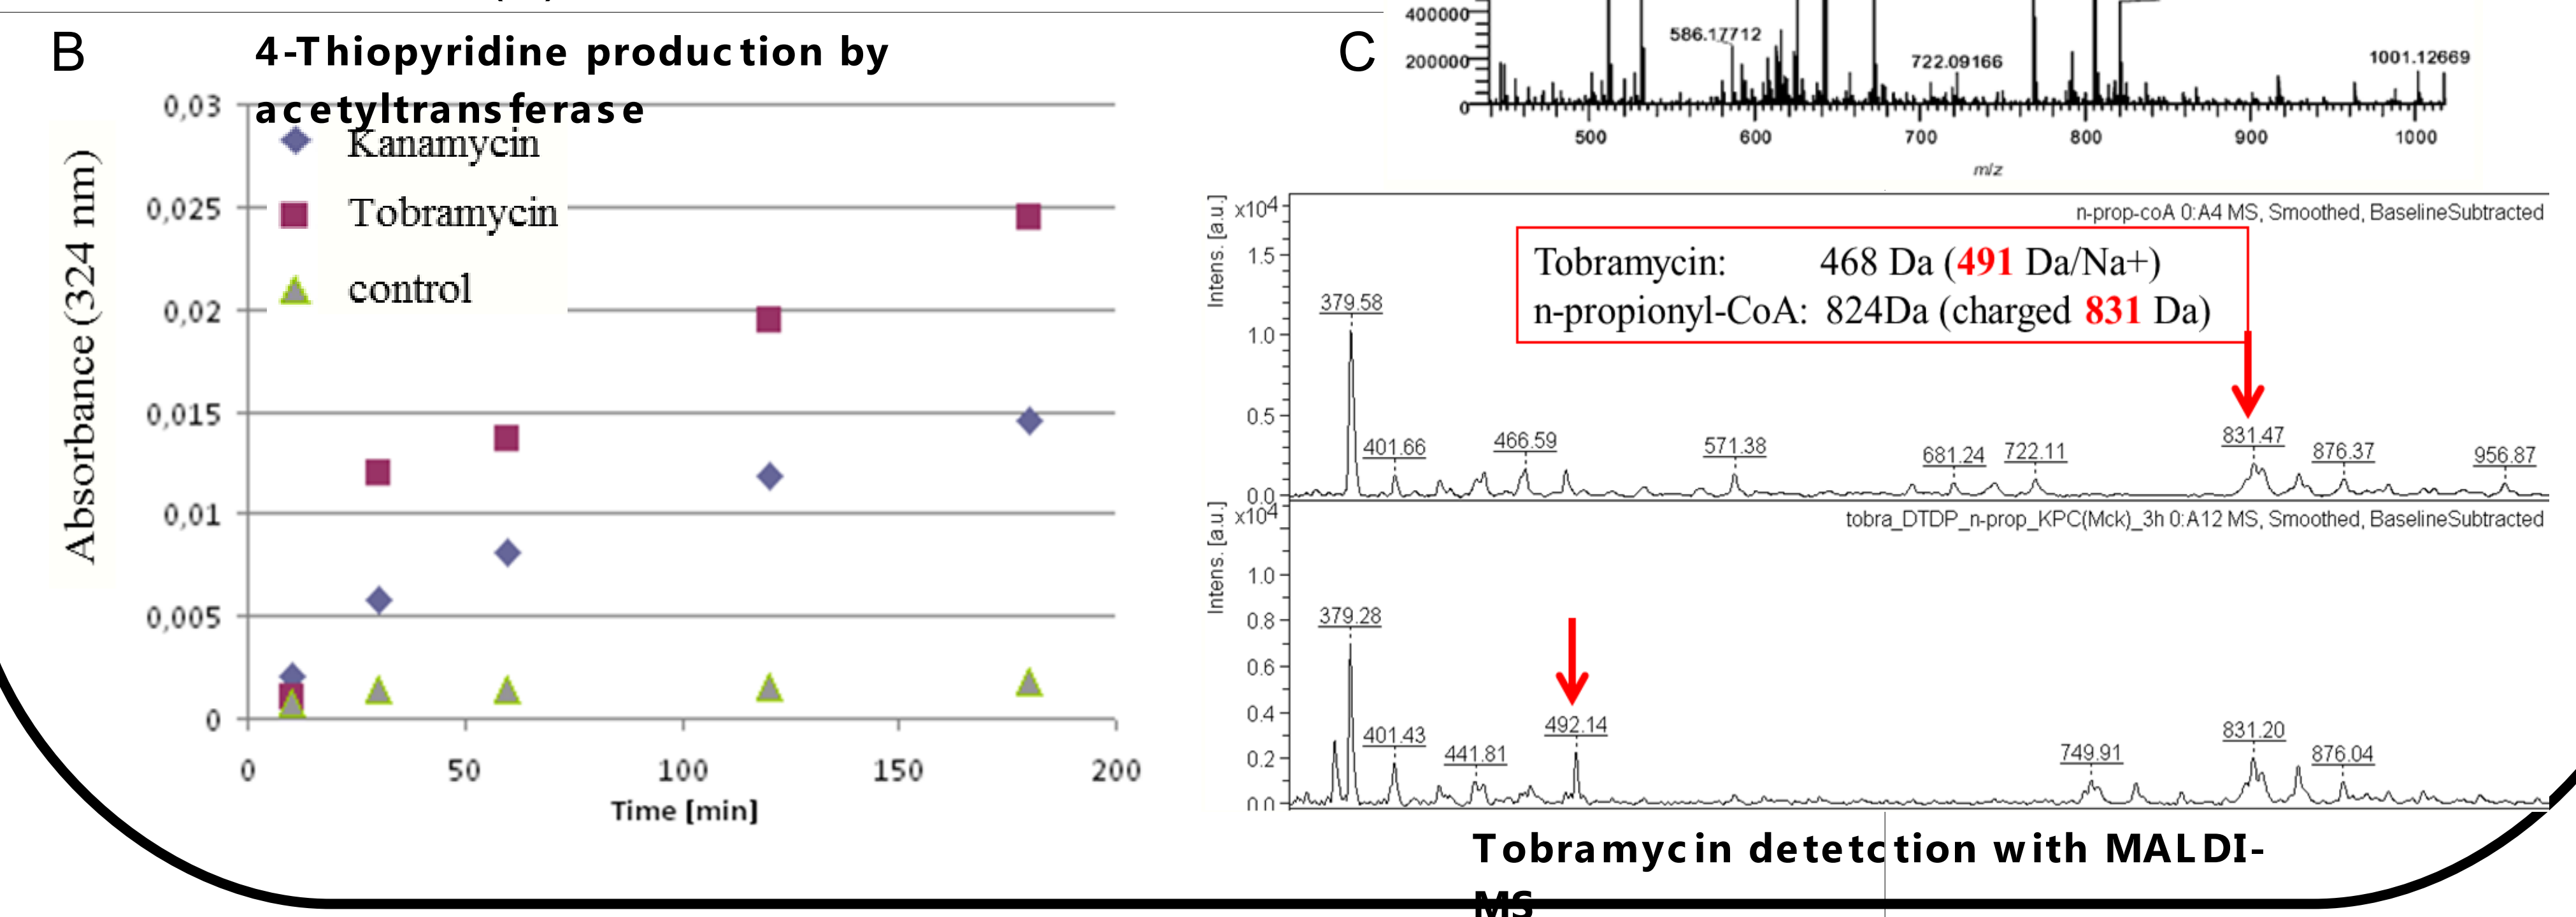 B
4-Thiopyridine production by
acetyltransferase
Absorbance (324 nm)
0,03
0,025
0,02
0,015
0,01
0,005
0
Kanamycin
Tobramycin
control
0 50 100 150 200
Time [min]
C
400000
200000
0
586.17712
722.09166
1001.12669
500 600 700 800 900 1000
m/z
Intens. [a.u.]
x10⁴
1.5
1.0
0.5
0.0
n-prop-coA 0:A4 MS, Smoothed, BaselineSubtracted
Tobramycin: 468 Da (491 Da/Na+)
n-propionyl-CoA: 824Da (charged 831 Da)
379.58
401.66
466.59
571.38
681.24
722.11
831.47
876.37
956.87
Intens. [a.u.]
x10⁴
1.0
0.8
0.6
0.4
0.2
0.0
tobra_DTDP_n-prop_KPC(Mck)_3h 0:A12 MS, Smoothed, BaselineSubtracted
379.28
401.43
441.81
492.14
749.91
831.20
876.04
Tobramycin detetction with MALDI-
MS